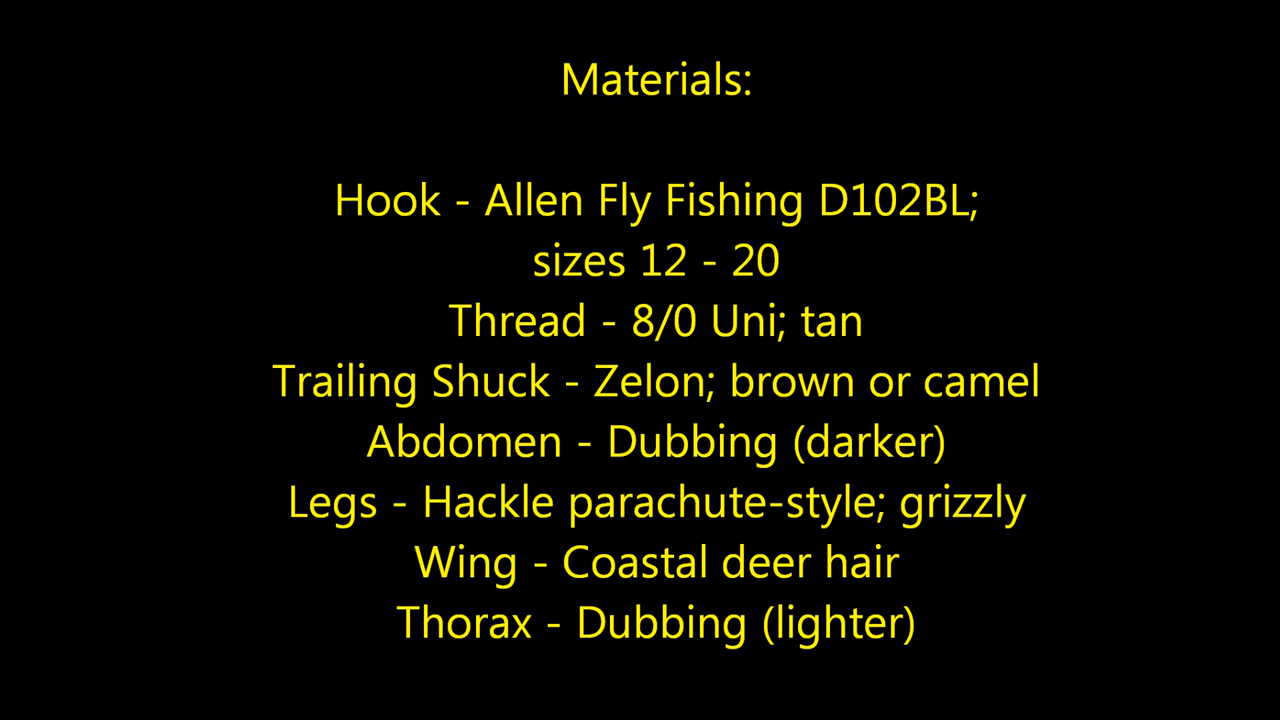 Materials:
Hook - Allen Fly Fishing D102BL;
sizes 12 - 20
Thread - 8/0 Uni; tan
Trailing Shuck - Zelon; brown or camel
Abdomen - Dubbing (darker)
Legs - Hackle parachute-style; grizzly
Wing - Coastal deer hair
Thorax - Dubbing (lighter)